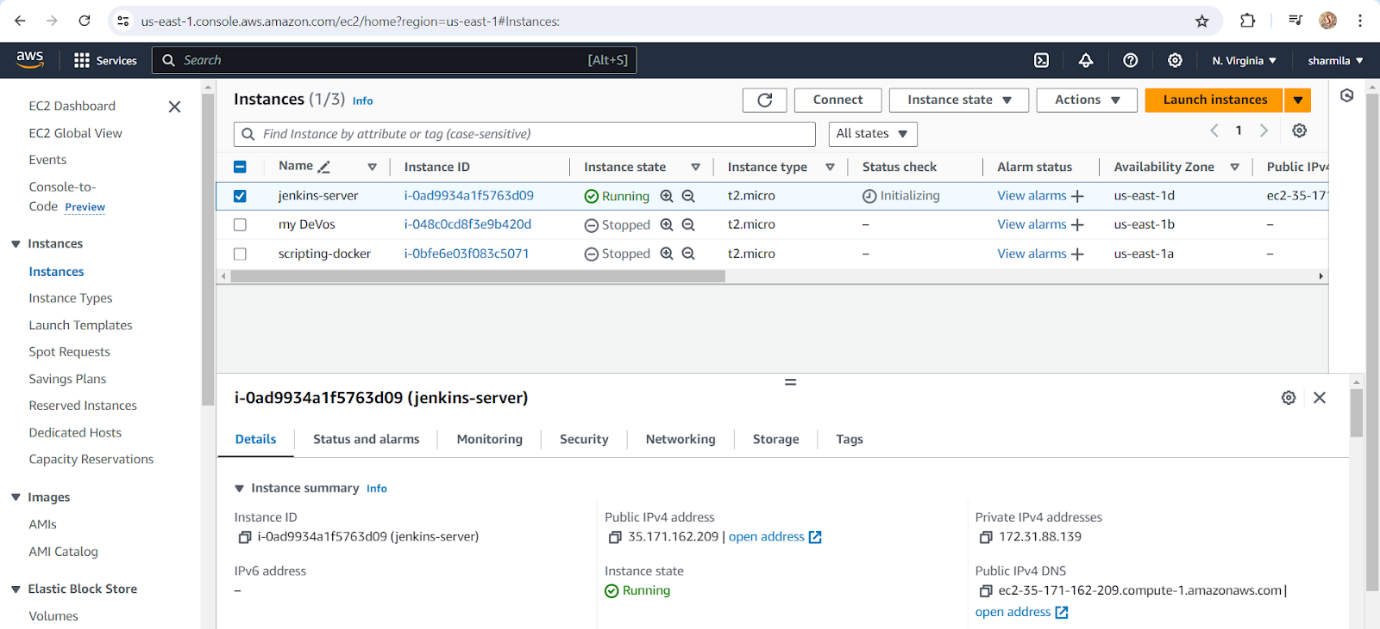 us-east-1.console.aws.amazon.com/ec2/home?region=us-east-1#Instances:
aws Services Search [Alt+S] N. Virginia sharmila
EC2 Dashboard
EC2 Global View
Events
Console-to-
Code Preview
Instances
Instances
Instance Types
Launch Templates
Spot Requests
Savings Plans
Reserved Instances
Dedicated Hosts
Capacity Reservations
Images
AMIs
AMI Catalog
Elastic Block Store
Volumes
Instances (1/3) Info Connect Instance state Actions Launch instances
Find Instance by attribute or tag (case-sensitive) All states 1
Name Instance ID Instance state Instance type Status check Alarm status Availability Zone Public IPv4
jenkins-server i-0ad9934a1f5763d09 Running t2.micro Initializing View alarms + us-east-1d ec2-35-171
my DeVos i-048c0cd8f3e9b420d Stopped t2.micro – View alarms + us-east-1b –
scripting-docker i-0bfe6e03f083c5071 Stopped t2.micro – View alarms + us-east-1a –
i-0ad9934a1f5763d09 (jenkins-server)
Details Status and alarms Monitoring Security Networking Storage Tags
Instance summary Info
Instance ID
i-0ad9934a1f5763d09 (jenkins-server)
IPv6 address
–
Public IPv4 address
35.171.162.209 | open address
Instance state
Running
Private IPv4 addresses
172.31.88.139
Public IPv4 DNS
ec2-35-171-162-209.compute-1.amazonaws.com |
open address